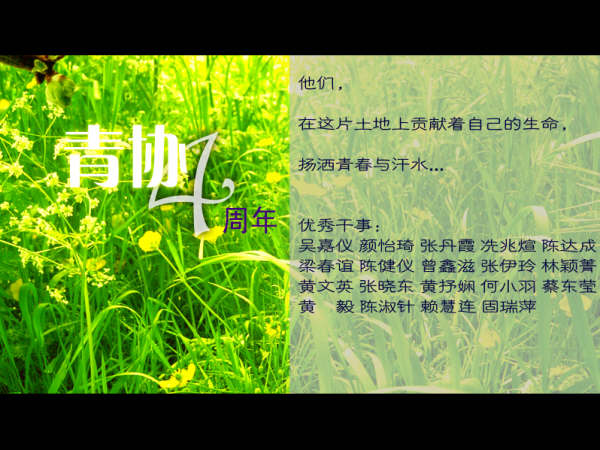 青协4
周年
他们，
在这片土地上贡献着自己的生命，
扬洒青春与汗水...
优秀干事：
吴嘉仪 颜怡琦 张丹霞 冼兆煊 陈达成
梁春谊 陈健仪 曾鑫滋 张伊玲 林颖菁
黄文英 张晓东 黄抒娴 何小羽 蔡东莹
黄　毅 陈淑针 赖慧连 固瑞萍